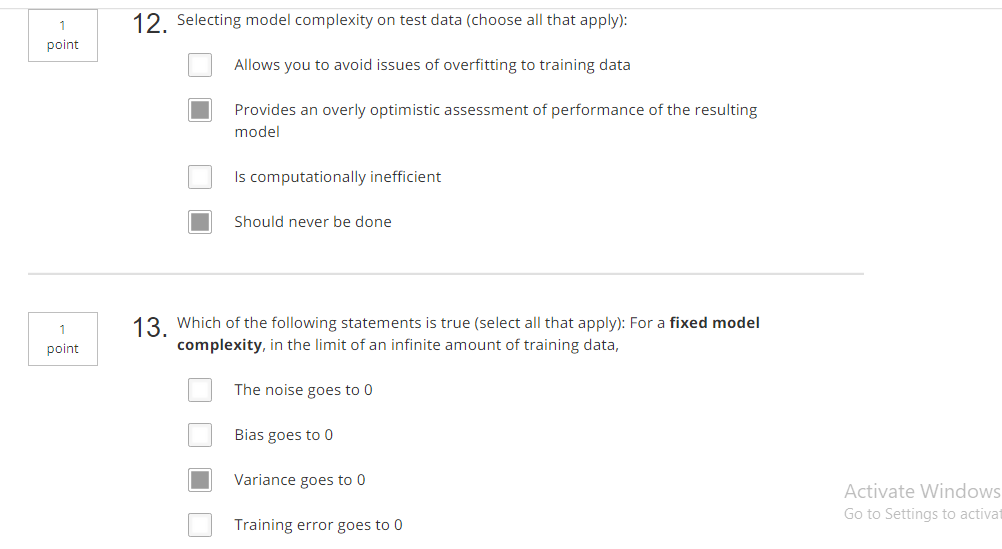 1
point
12. Selecting model complexity on test data (choose all that apply):
Allows you to avoid issues of overfitting to training data
Provides an overly optimistic assessment of performance of the resulting
model
Is computationally inefficient
Should never be done
1
point
13. Which of the following statements is true (select all that apply): For a fixed model
complexity, in the limit of an infinite amount of training data,
The noise goes to 0
Bias goes to 0
Variance goes to 0
Training error goes to 0
Activate Windows
Go to Settings to activat